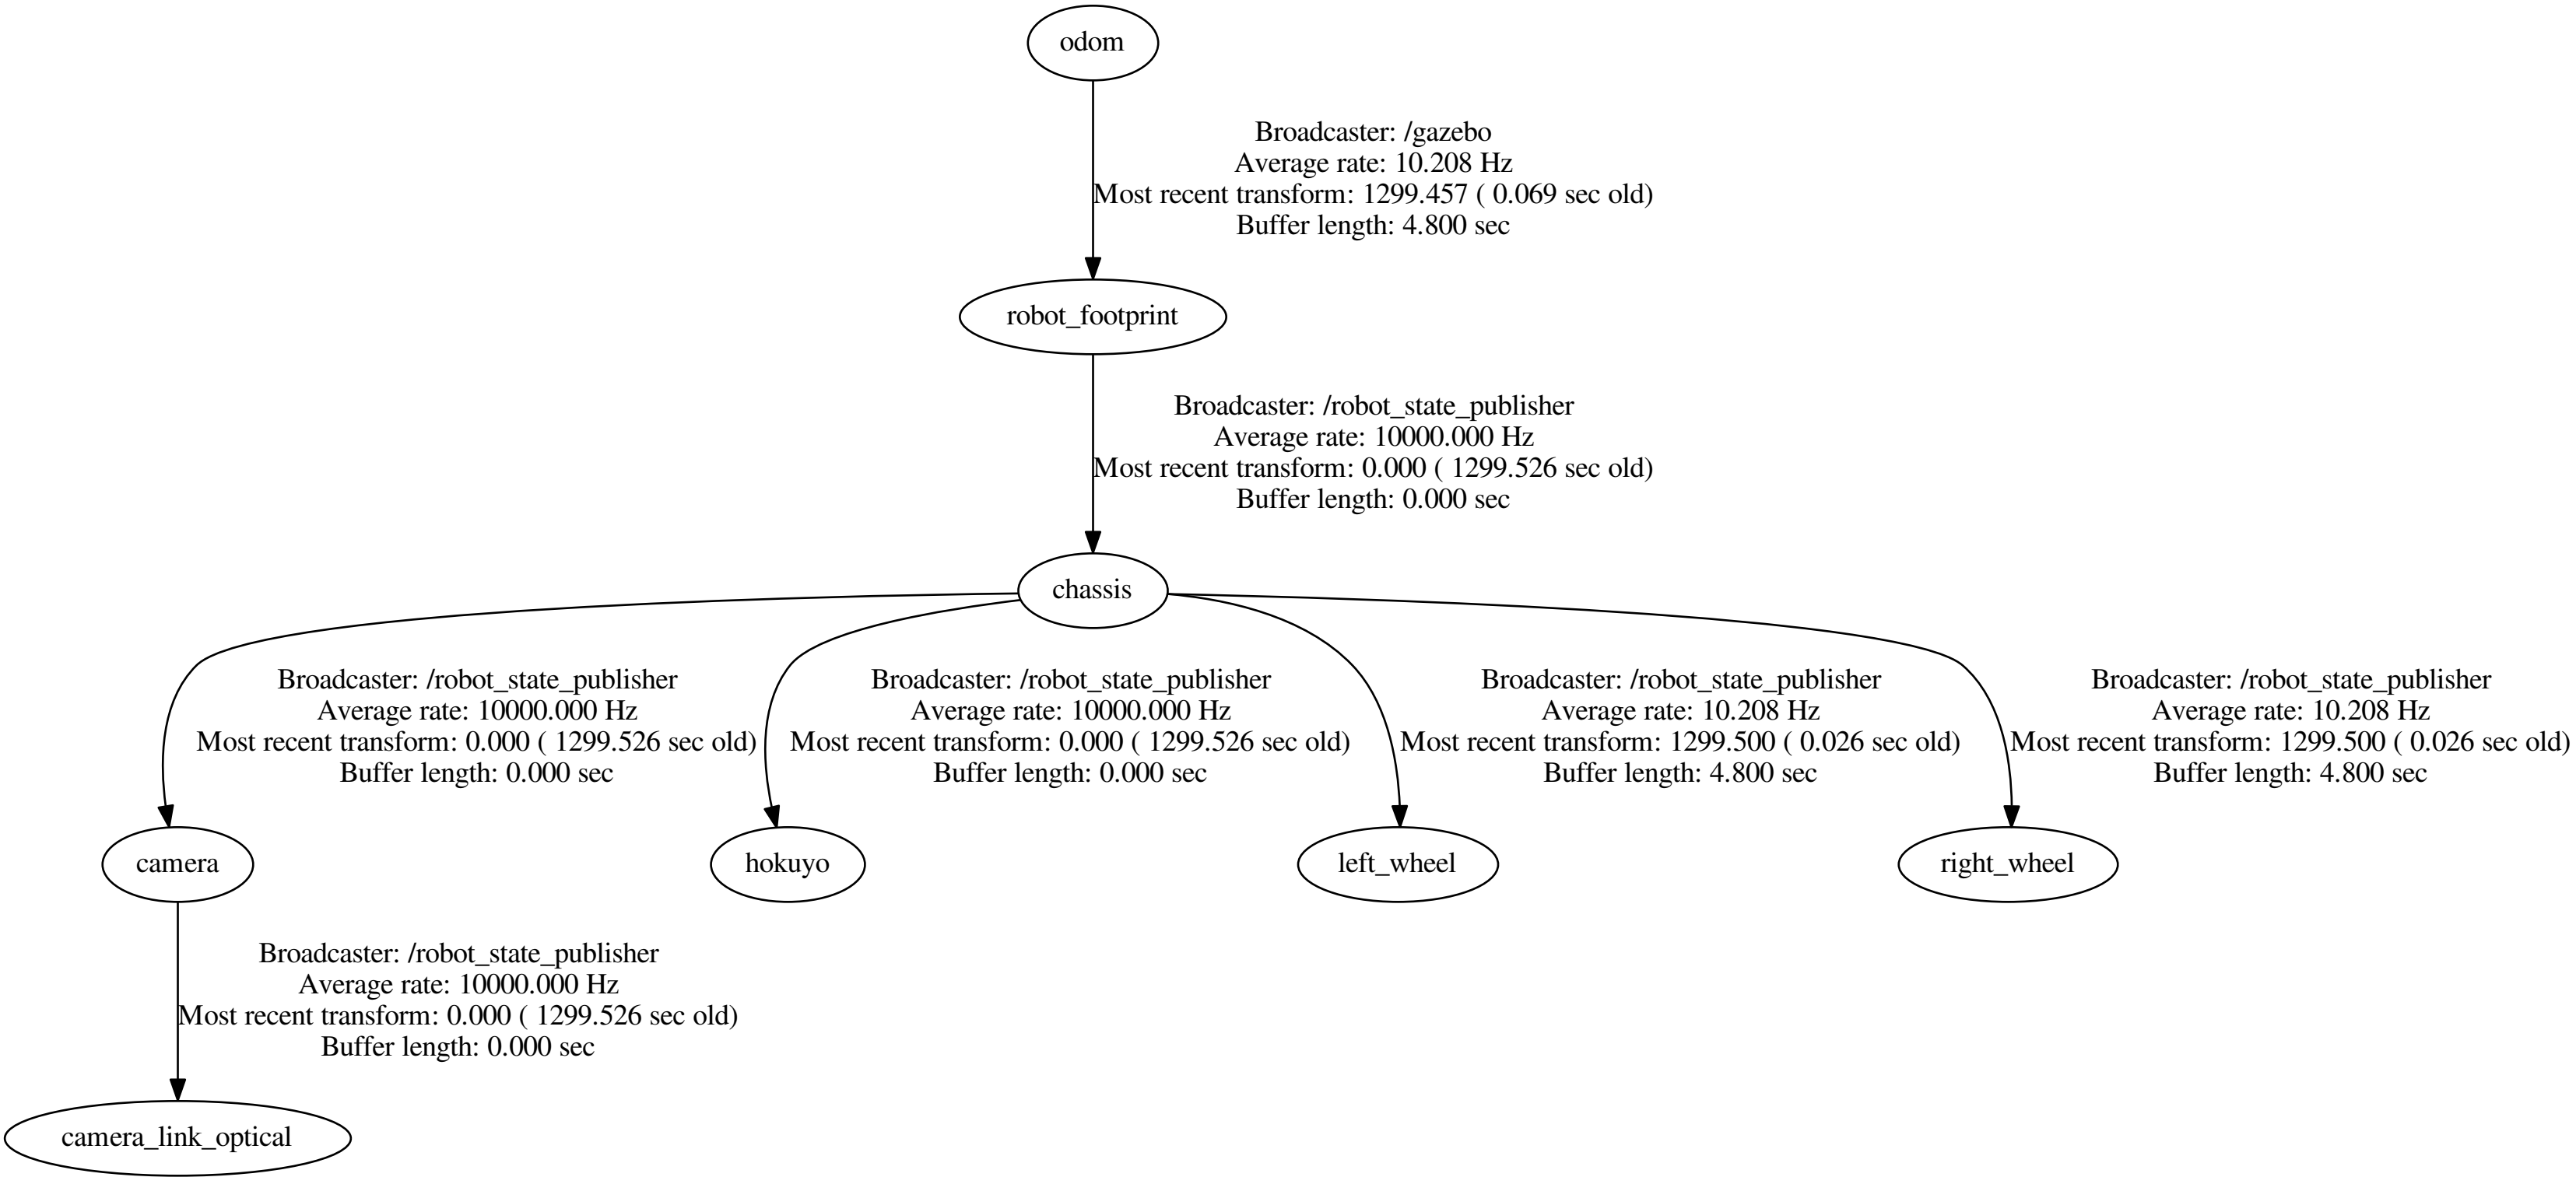 odom
Broadcaster: /gazebo
Average rate: 10.208 Hz
Most recent transform: 1299.457 ( 0.069 sec old)
Buffer length: 4.800 sec
robot_footprint
Broadcaster: /robot_state_publisher
Average rate: 10000.000 Hz
Most recent transform: 0.000 ( 1299.526 sec old)
Buffer length: 0.000 sec
chassis
Broadcaster: /robot_state_publisher
Average rate: 10000.000 Hz
Most recent transform: 0.000 ( 1299.526 sec old)
Buffer length: 0.000 sec
Broadcaster: /robot_state_publisher
Average rate: 10000.000 Hz
Most recent transform: 0.000 ( 1299.526 sec old)
Buffer length: 0.000 sec
Broadcaster: /robot_state_publisher
Average rate: 10.208 Hz
Most recent transform: 1299.500 ( 0.026 sec old)
Buffer length: 4.800 sec
Broadcaster: /robot_state_publisher
Average rate: 10.208 Hz
Most recent transform: 1299.500 ( 0.026 sec old)
Buffer length: 4.800 sec
camera
hokuyo
left_wheel
right_wheel
Broadcaster: /robot_state_publisher
Average rate: 10000.000 Hz
Most recent transform: 0.000 ( 1299.526 sec old)
Buffer length: 0.000 sec
camera_link_optical